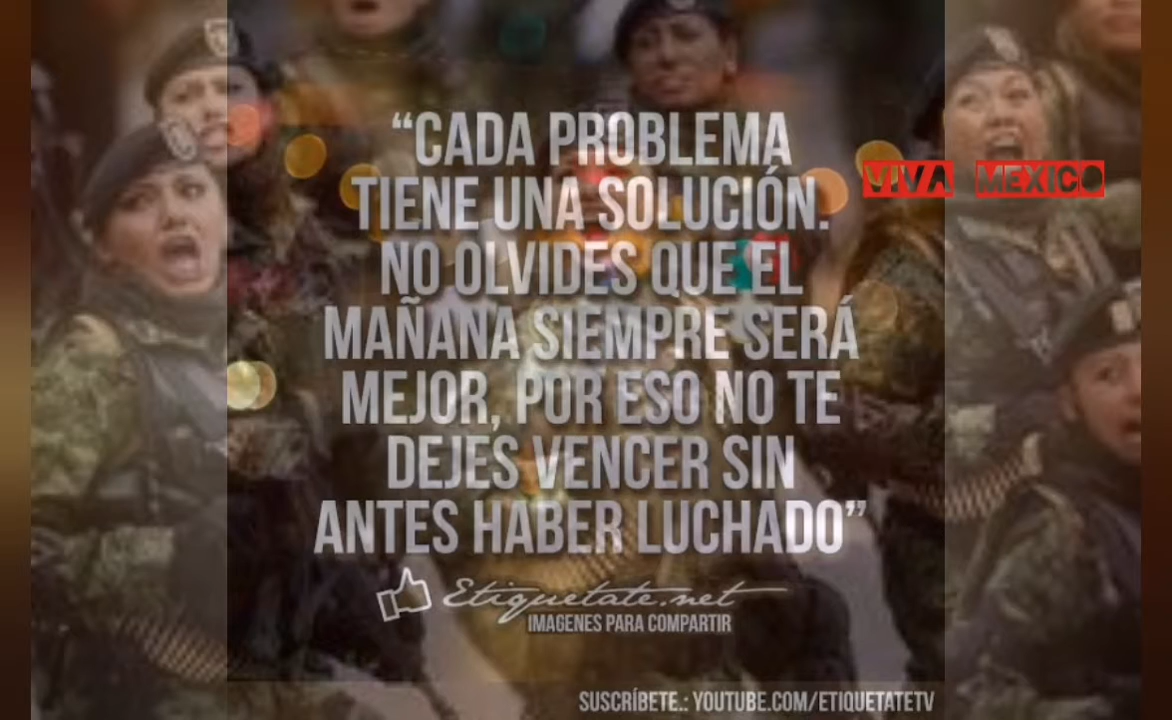 “CADA PROBLEMA
TIENE UNA SOLUCIÓN.
NO OLVIDES QUE EL
MAÑANA SIEMPRE SERÁ
MEJOR, POR ESO NO TE
DEJES VENCER SIN
ANTES HABER LUCHADO”
VIVA MEXICO
Etiquetate.net
IMAGENES PARA COMPARTIR
SUSCRÍBETE.: YOUTUBE.COM/ETIQUETATETV